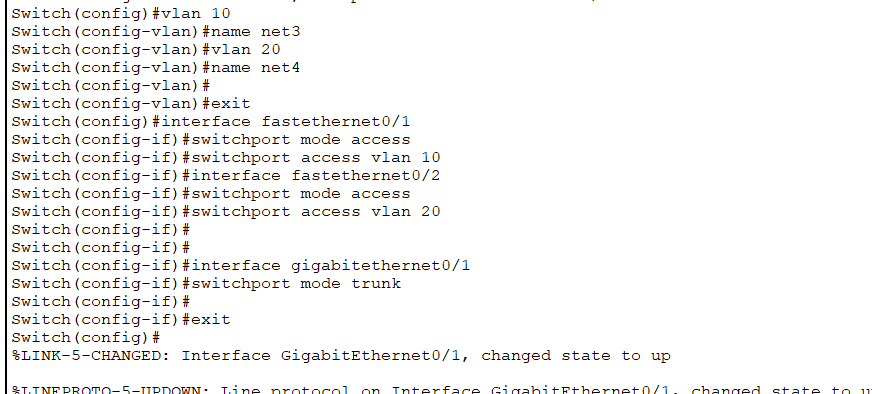 Switch(config)#vlan 10
Switch(config-vlan)#name net3
Switch(config-vlan)#vlan 20
Switch(config-vlan)#name net4
Switch(config-vlan)#
Switch(config-vlan)#exit
Switch(config)#interface fastethernet0/1
Switch(config-if)#switchport mode access
Switch(config-if)#switchport access vlan 10
Switch(config-if)#interface fastethernet0/2
Switch(config-if)#switchport mode access
Switch(config-if)#switchport access vlan 20
Switch(config-if)#
Switch(config-if)#
Switch(config-if)#interface gigabitethernet0/1
Switch(config-if)#switchport mode trunk
Switch(config-if)#
Switch(config-if)#exit
Switch(config)#
%LINK-5-CHANGED: Interface GigabitEthernet0/1, changed state to up
%LINEPROTO-5-UPDOWN: Line protocol on Interface GigabitEthernet0/1, changed state to